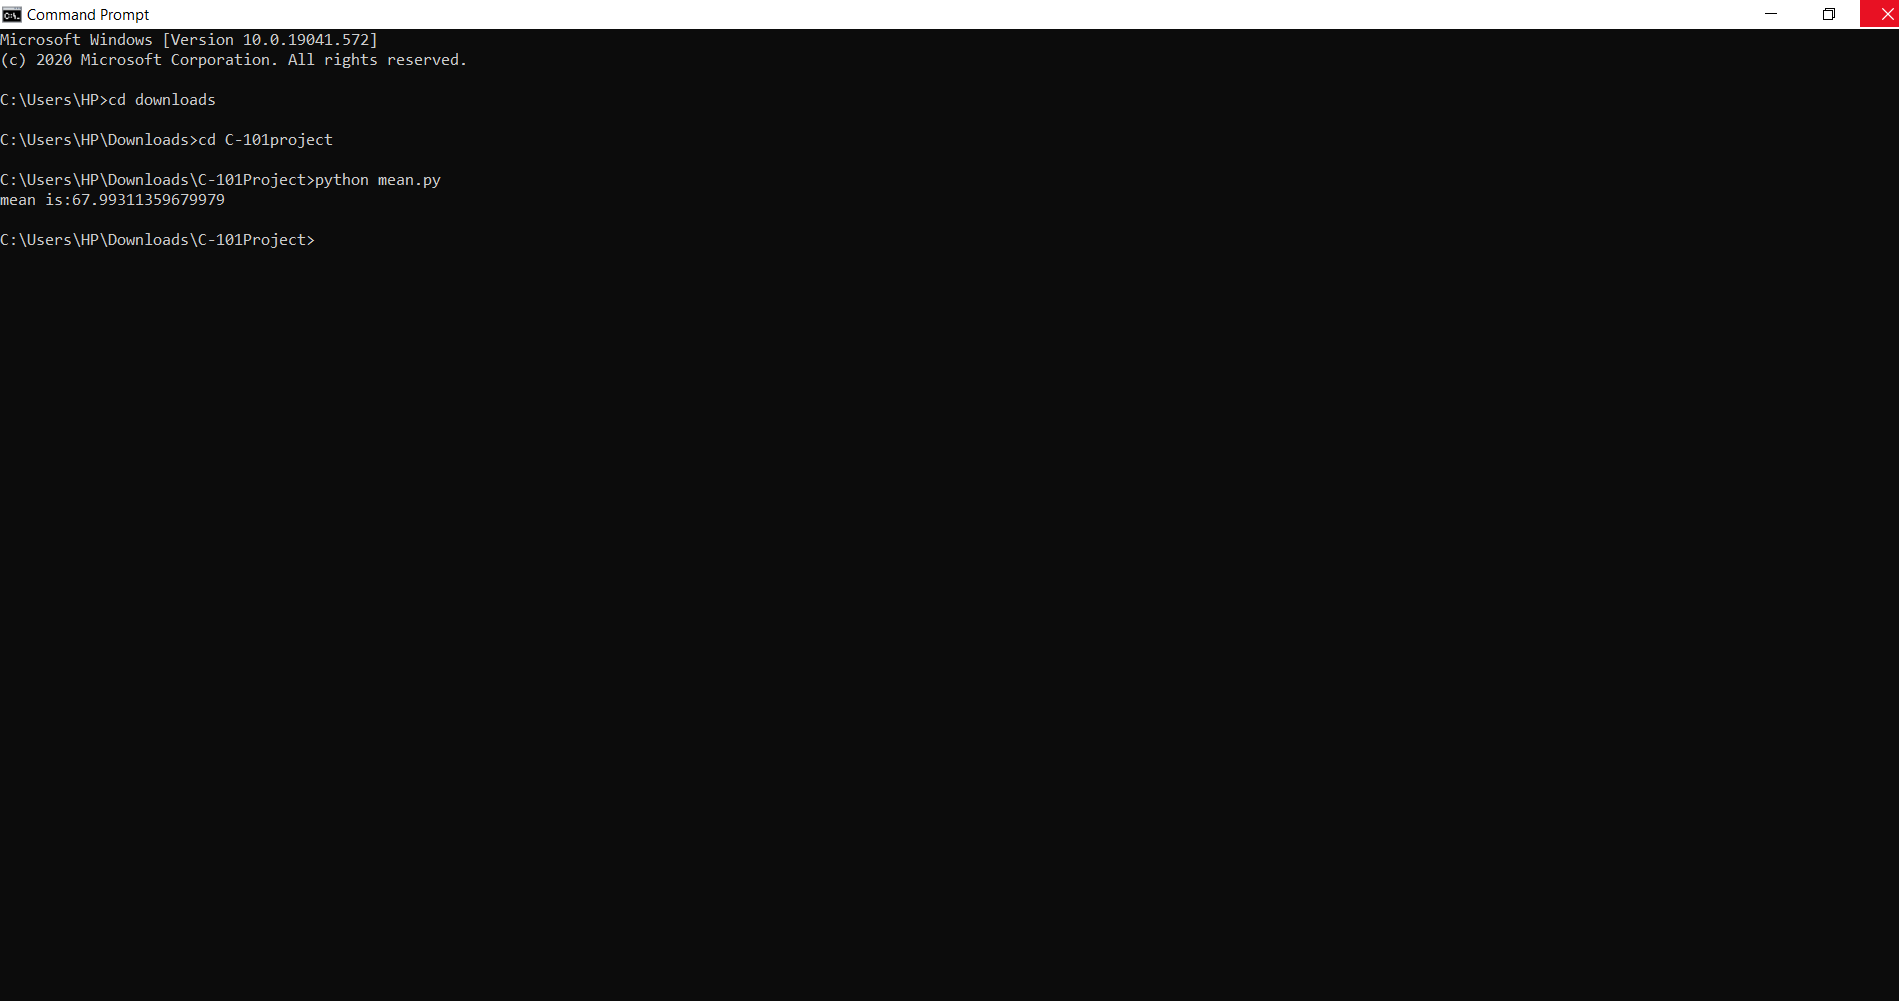 Command Prompt
Microsoft Windows [Version 10.0.19041.572]
(c) 2020 Microsoft Corporation. All rights reserved.
C:\Users\HP>cd downloads
C:\Users\HP\Downloads>cd C-101project
C:\Users\HP\Downloads\C-101Project>python mean.py
mean is:67.99311359679979
C:\Users\HP\Downloads\C-101Project>